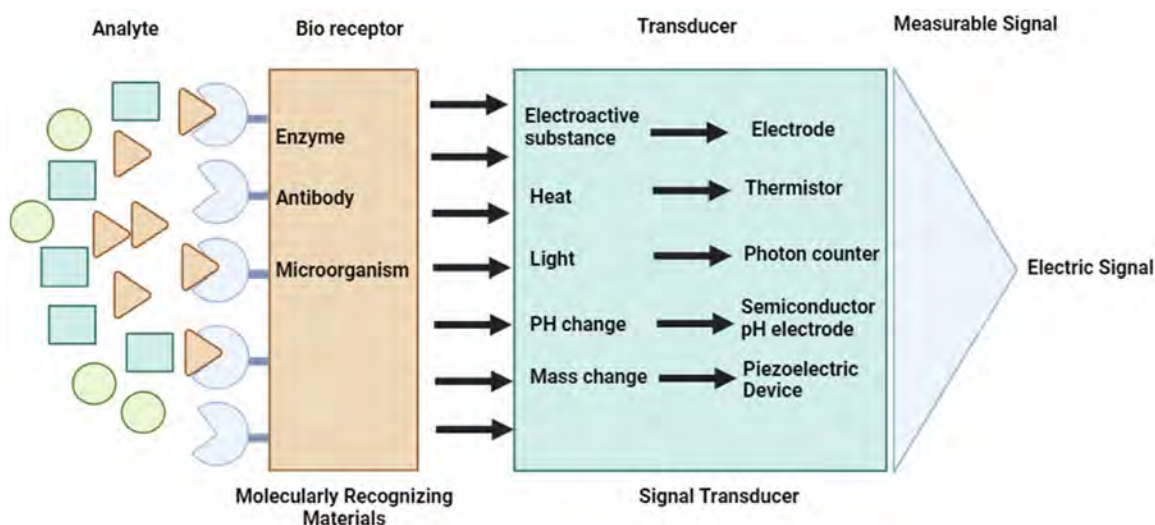 Analyte
Bio receptor
Transducer
Measurable Signal
Enzyme
Antibody
Microorganism
Electroactive
substance
Electrode
Heat
Thermistor
Light
Photon counter
PH change
Semiconductor
pH electrode
Mass change
Piezoelectric
Device
Electric Signal
Molecularly Recognizing
Materials
Signal Transducer